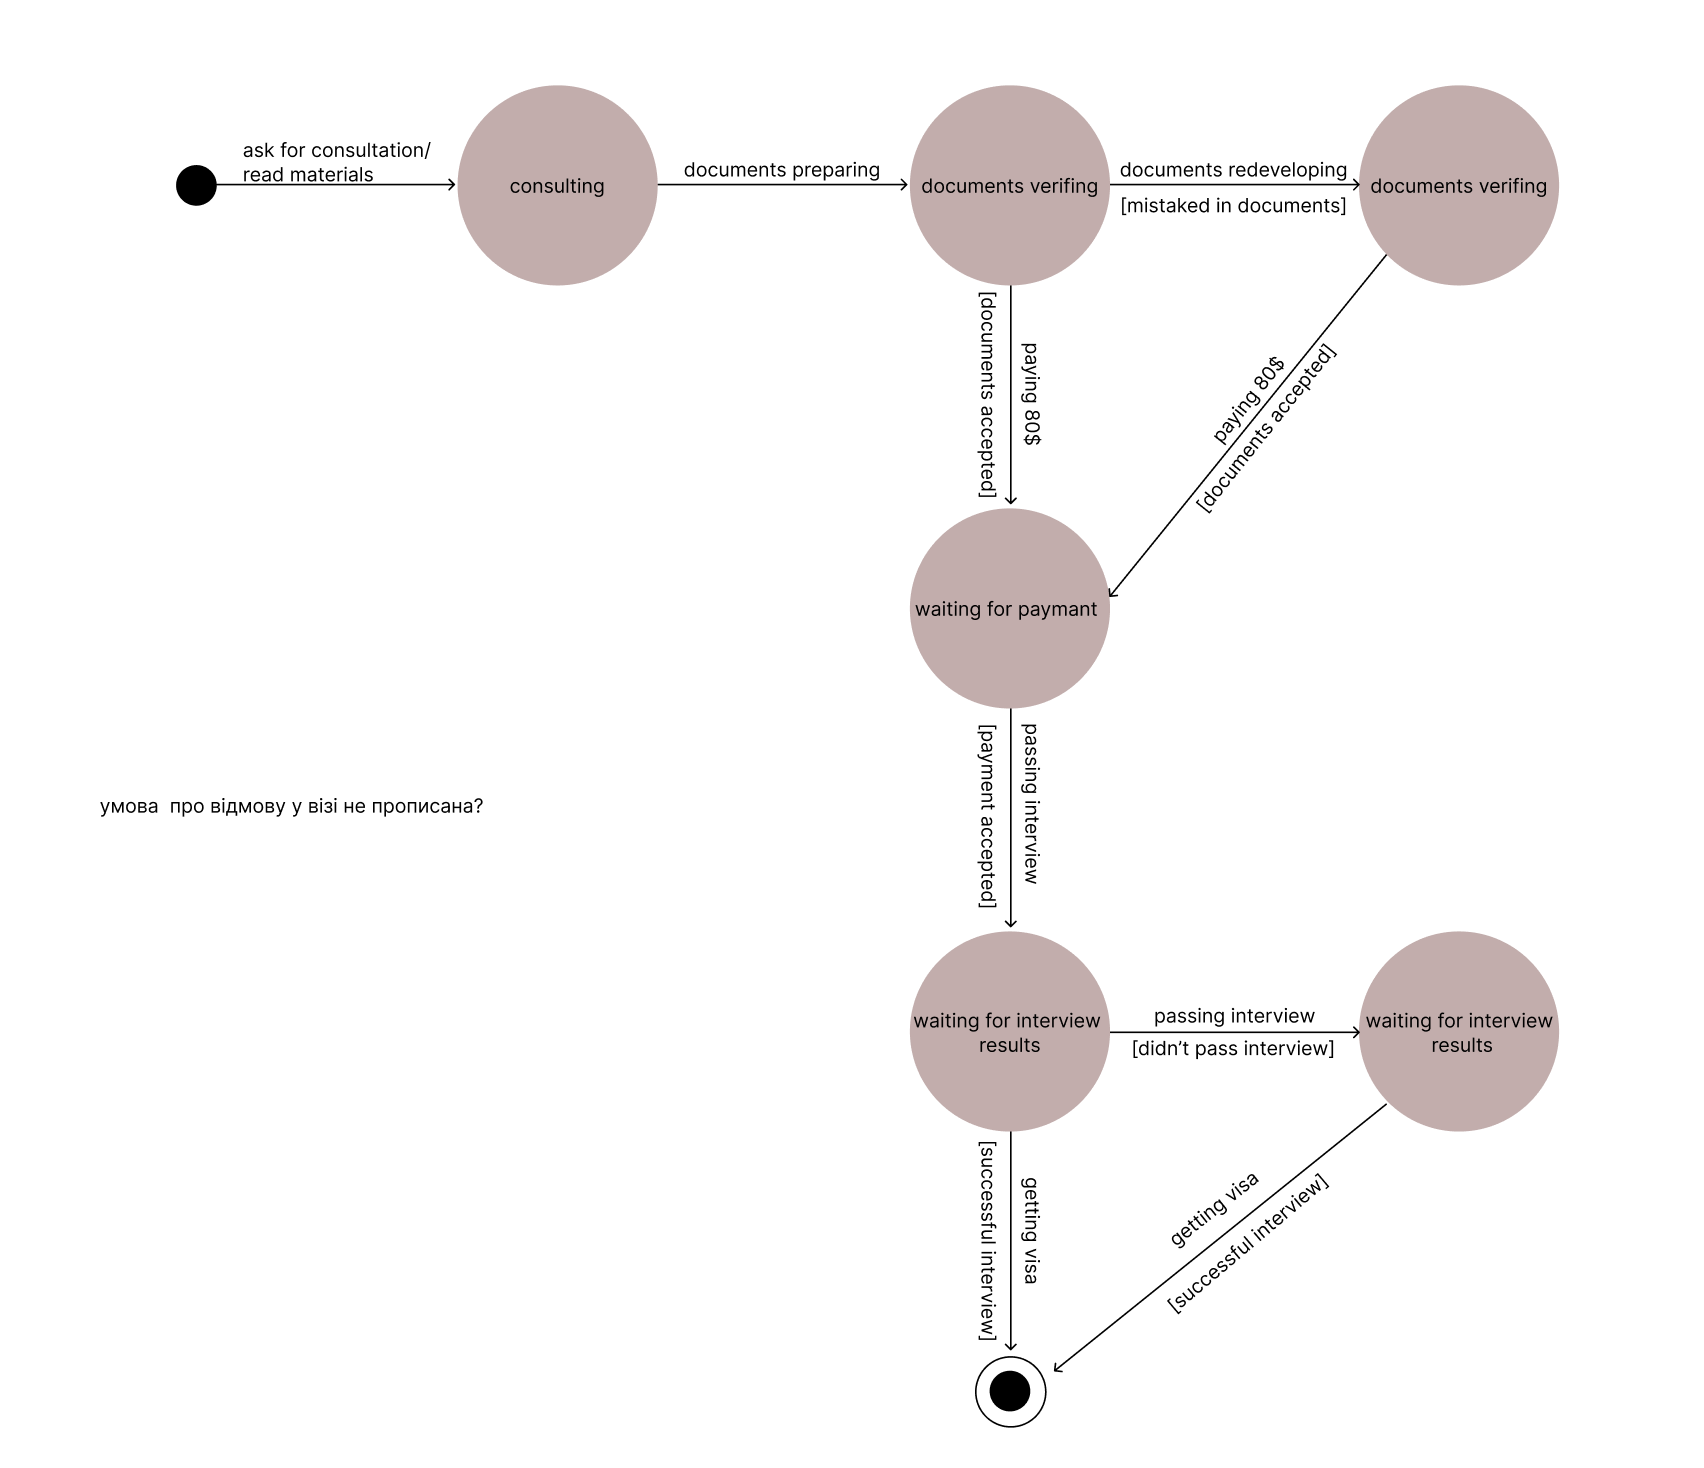 ask for consultation/
read materials
consulting
documents preparing
documents verifing
documents redeveloping
[mistaked in documents]
documents verifing
[documents accepted]
paying 80$
paying 80$
[documents accepted]
waiting for paymant
[payment accepted]
passing interview
умова  про відмову у візі не прописана?
waiting for interview
results
passing interview
[didn’t pass interview]
waiting for interview
results
[successful interview]
getting visa
getting visa
[successful interview]